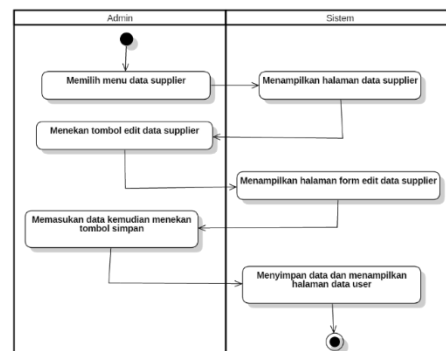 Admin
Sistem
Memilih menu data supplier
Menampilkan halaman data supplier
Menekan tombol edit data supplier
Menampilkan halaman form edit data supplier
Memasukan data kemudian menekan
tombol simpan
Menyimpan data dan menampilkan
halaman data user